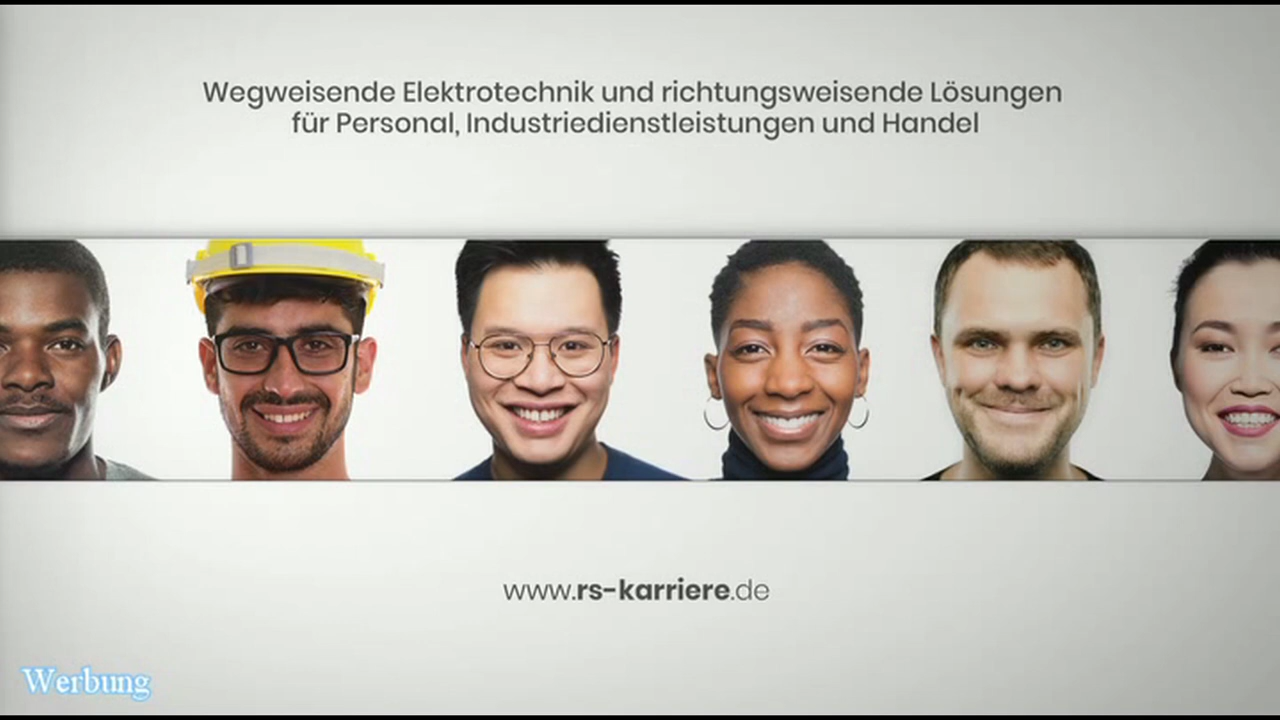 Wegweisende Elektrotechnik und richtungsweisende Lösungen
für Personal, Industriedienstleistungen und Handel
www.rs-karriere.de
Werbung